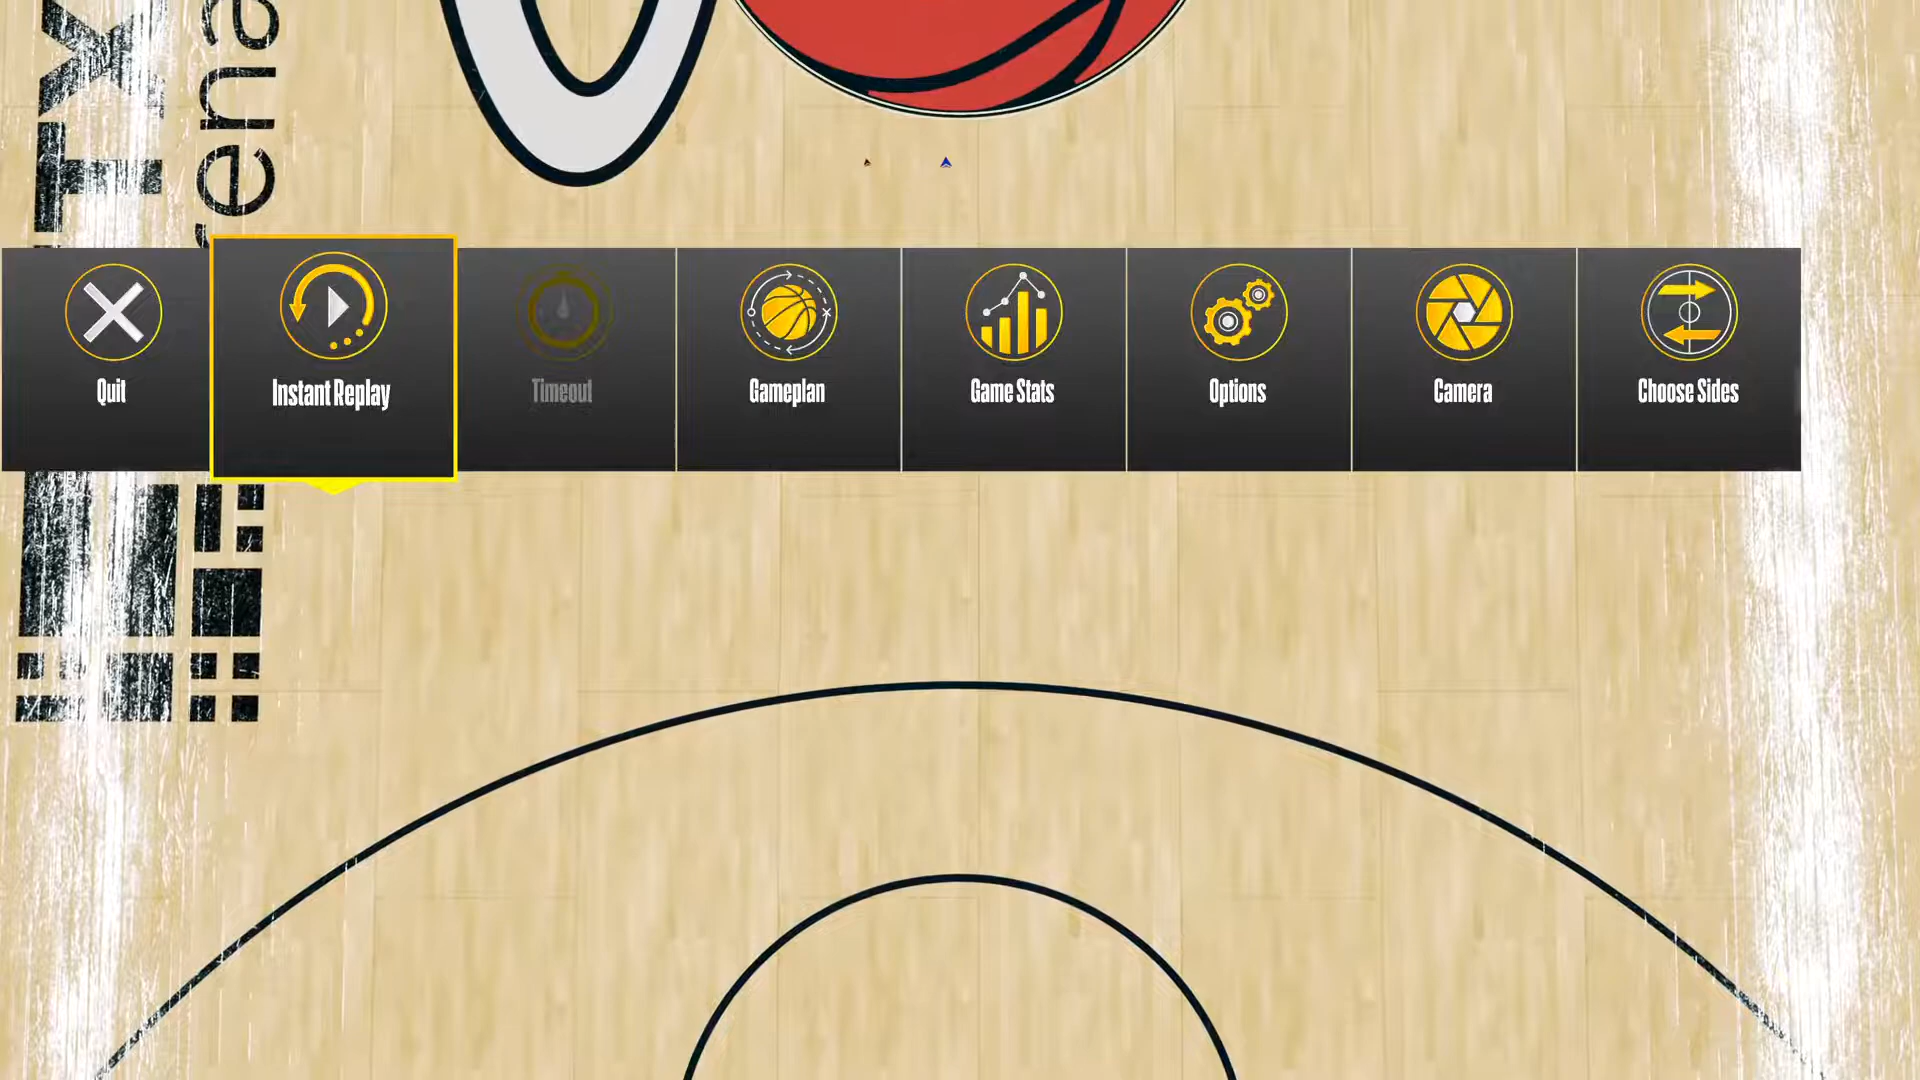 Quit
Instant Replay
Timeout
Gameplan
Game Stats
Options
Camera
Choose Sides